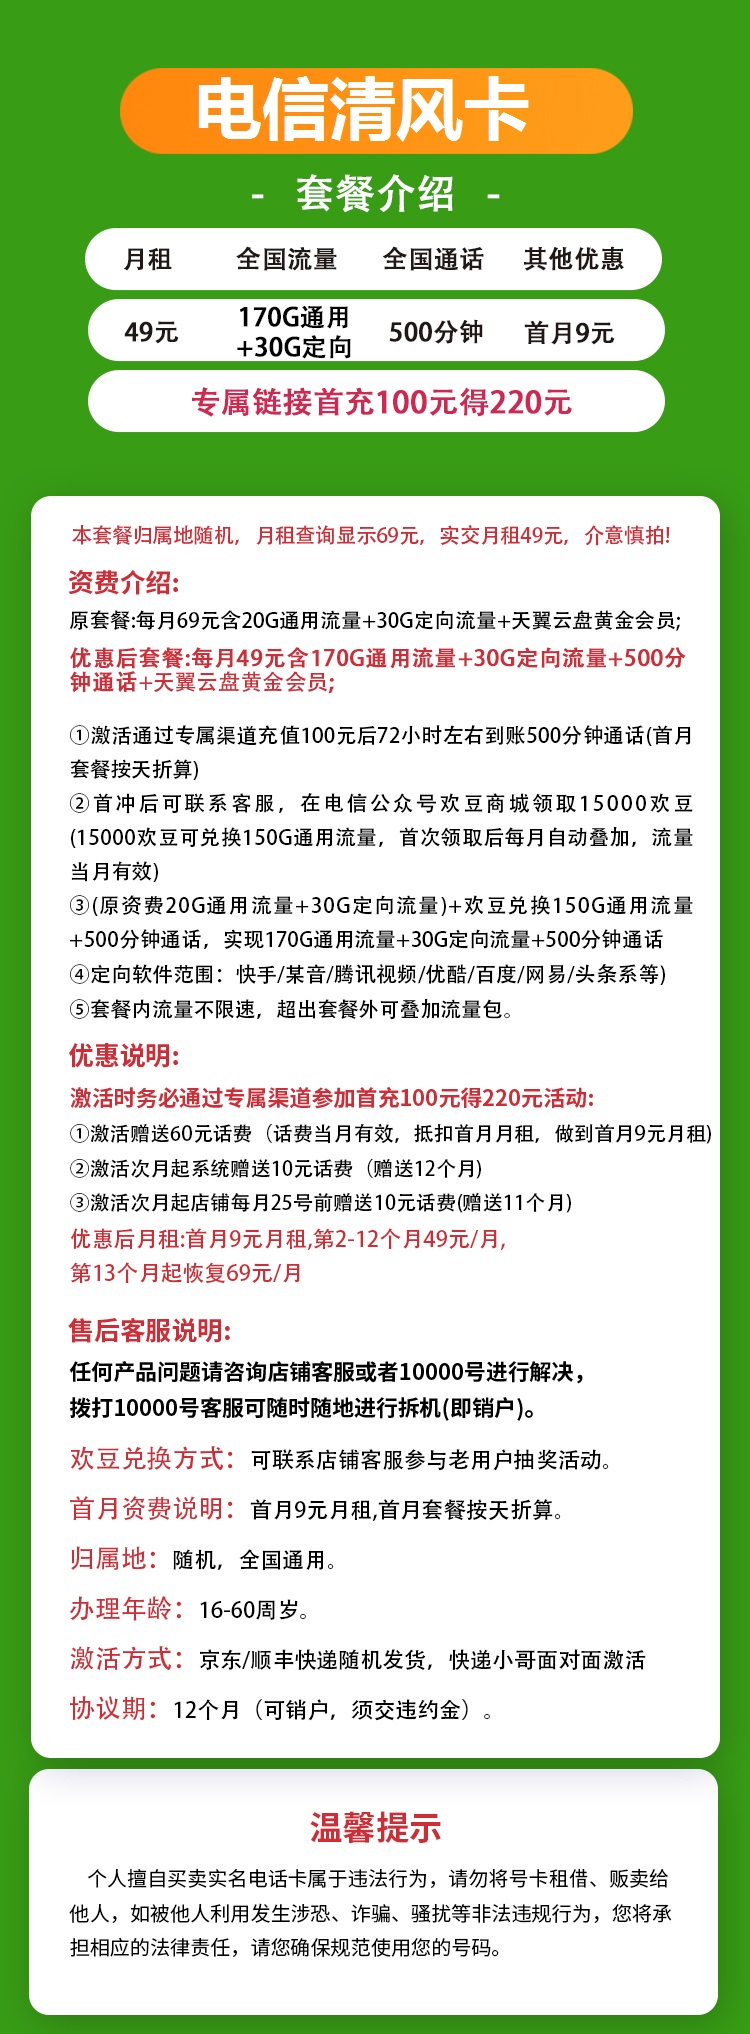 电信清风卡
- 套餐介绍 -
月租 全国流量 全国通话 其他优惠
49元 170G通用+30G定向 500分钟 首月9元
专属链接首充100元得220元
本套餐归属地随机，月租查询显示69元，实交月租49元，介意慎拍!
资费介绍:
原套餐:每月69元含20G通用流量+30G定向流量+天翼云盘黄金会员;
优惠后套餐:每月49元含170G通用流量+30G定向流量+500分
钟通话+天翼云盘黄金会员;
①激活通过专属渠道充值100元后72小时左右到账500分钟通话(首月
套餐按天折算)
②首冲后可联系客服，在电信公众号欢豆商城领取15000欢豆
(15000欢豆可兑换150G通用流量，首次领取后每月自动叠加，流量
当月有效)
③(原资费20G通用流量+30G定向流量)+欢豆兑换150G通用流量
+500分钟通话，实现170G通用流量+30G定向流量+500分钟通话
④定向软件范围：快手/某音/腾讯视频/优酷/百度/网易/头条系等)
⑤套餐内流量不限速，超出套餐外可叠加流量包。
优惠说明:
激活时务必通过专属渠道参加首充100元得220元活动:
①激活赠送60元话费（话费当月有效，抵扣首月月租，做到首月9元月租)
②激活次月起系统赠送10元话费（赠送12个月)
③激活次月起店铺每月25号前赠送10元话费(赠送11个月)
优惠后月租:首月9元月租,第2-12个月49元/月,
第13个月起恢复69元/月
售后客服说明:
任何产品问题请咨询店铺客服或者10000号进行解决，
拨打10000号客服可随时随地进行拆机(即销户)。
欢豆兑换方式：可联系店铺客服参与老用户抽奖活动。
首月资费说明：首月9元月租,首月套餐按天折算。
归属地：随机，全国通用。
办理年龄：16-60周岁。
激活方式：京东/顺丰快递随机发货，快递小哥面对面激活
协议期：12个月（可销户，须交违约金）。
温馨提示
个人擅自买卖实名电话卡属于违法行为，请勿将号卡租借、贩卖给
他人，如被他人利用发生涉恐、诈骗、骚扰等非法违规行为，您将承
担相应的法律责任，请您确保规范使用您的号码。